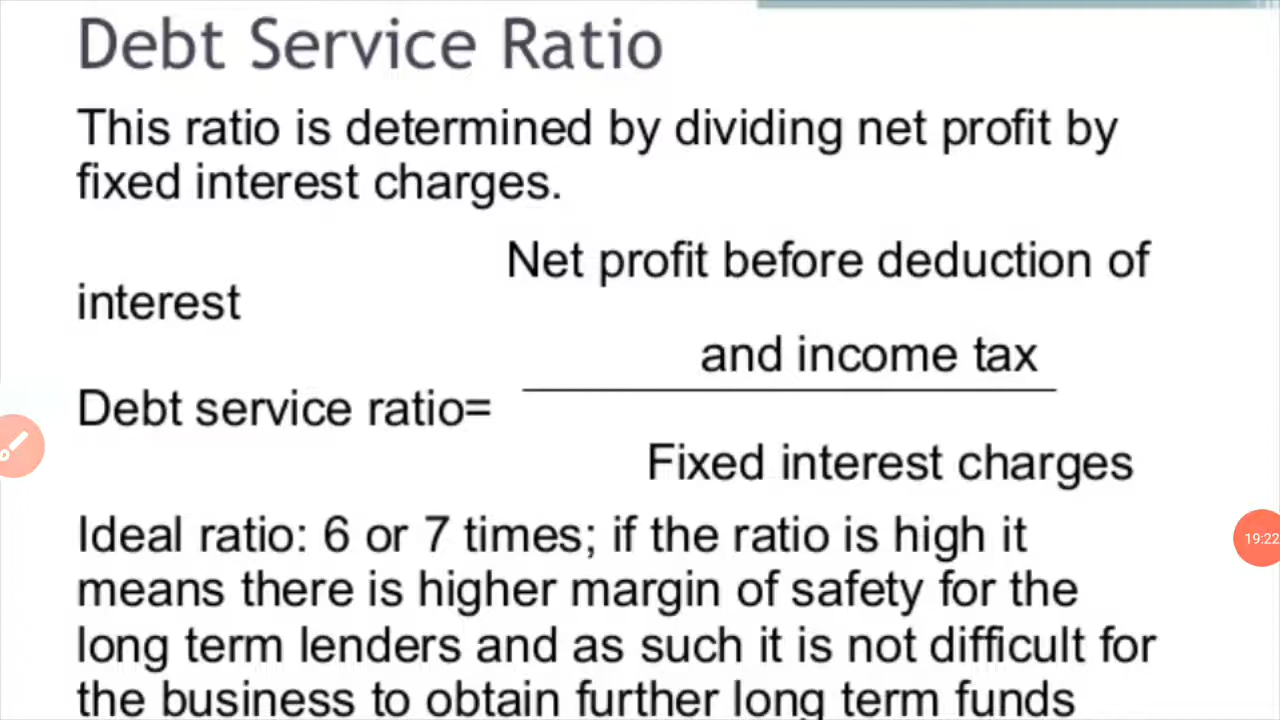 Debt Service Ratio
This ratio is determined by dividing net profit by
fixed interest charges.
Net profit before deduction of
interest
and income tax
Debt service ratio=
Fixed interest charges
Ideal ratio: 6 or 7 times; if the ratio is high it
means there is higher margin of safety for the
long term lenders and as such it is not difficult for
the business to obtain further long term funds
19:22